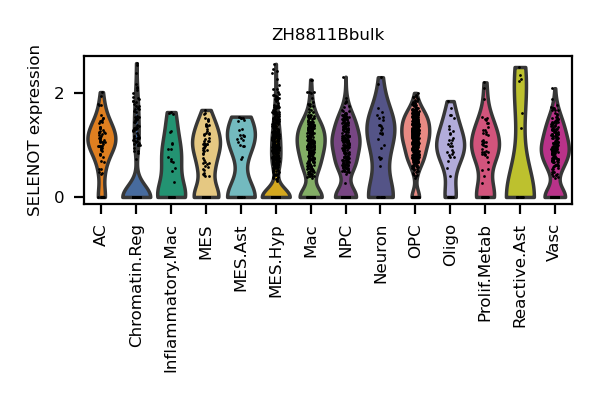 ZH8811Bbulk
SELENOT expression
2
0
AC
Chromatin.Reg
Inflammatory.Mac
MES
MES.Ast
MES.Hyp
Mac
NPC
Neuron
OPC
Oligo
Prolif.Metab
Reactive.Ast
Vasc